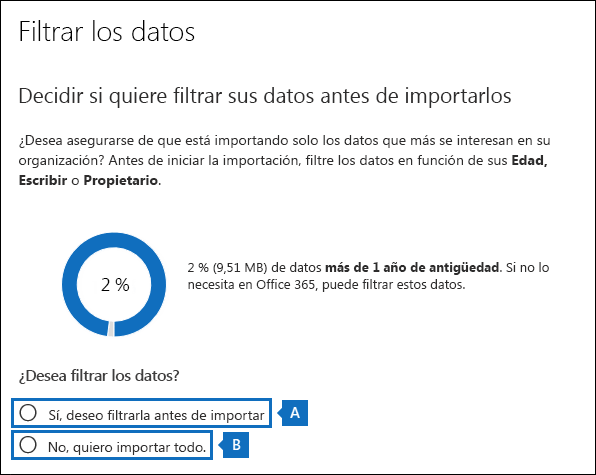 Filtrar los datos
Decidir si quiere filtrar sus datos antes de importarlos
¿Desea asegurarse de que está importando solo los datos que más se interesan en su
organización? Antes de iniciar la importación, filtre los datos en función de sus Edad,
Escribir o Propietario.
2 %
2 % (9,51 MB) de datos más de 1 año de antigüedad. Si no lo
necesita en Office 365, puede filtrar estos datos.
¿Desea filtrar los datos?
Sí, deseo filtrarla antes de importar
A
No, quiero importar todo.
B